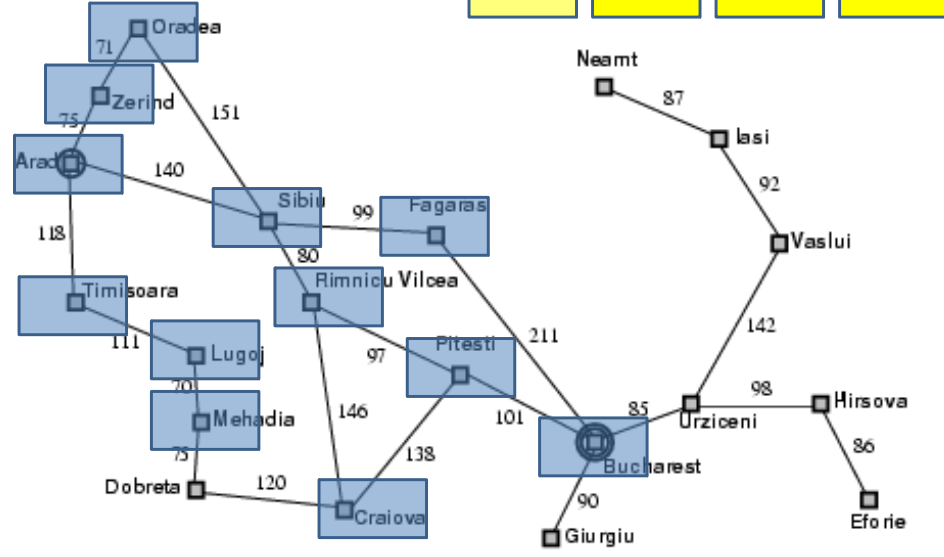 Oradea
71
Neamt
Zerind
87
75
151
Iasi
Arad
140
92
Sibiu
Fagaras
99
118
Vaslui
80
Rimnicu Vilcea
Timisoara
142
211
111
Pitesti
97
Lugoj
70
98
Hirsova
146
85
Urziceni
Mehadia
101
75
138
86
Bucharest
Dobreta
120
90
Craiova
Eforie
Giurgiu